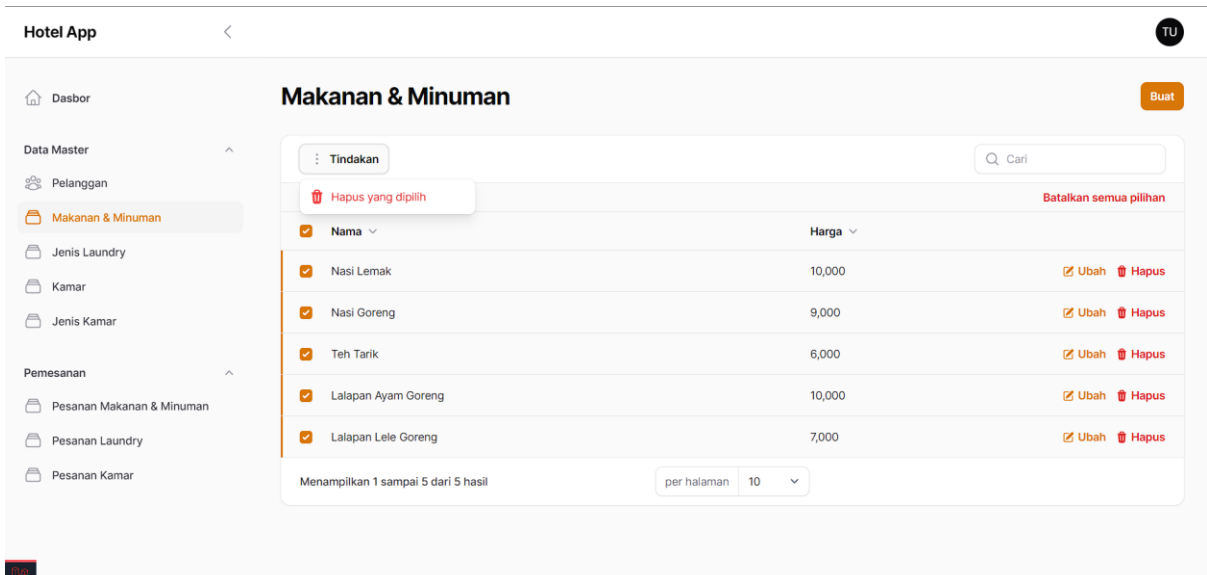 Hotel App
TU
Dasbor
Makanan & Minuman
Buat
Data Master
Tindakan
Cari
Pelanggan
Hapus yang dipilih
Batalkan semua pilihan
Makanan & Minuman
Nama
Harga
Jenis Laundry
Nasi Lemak 10,000 Ubah Hapus
Kamar
Nasi Goreng 9,000 Ubah Hapus
Jenis Kamar
Teh Tarik 6,000 Ubah Hapus
Pemesanan
Lalapan Ayam Goreng 10,000 Ubah Hapus
Pesanan Makanan & Minuman
Lalapan Lele Goreng 7,000 Ubah Hapus
Pesanan Laundry
Pesanan Kamar
Menampilkan 1 sampai 5 dari 5 hasil
per halaman 10